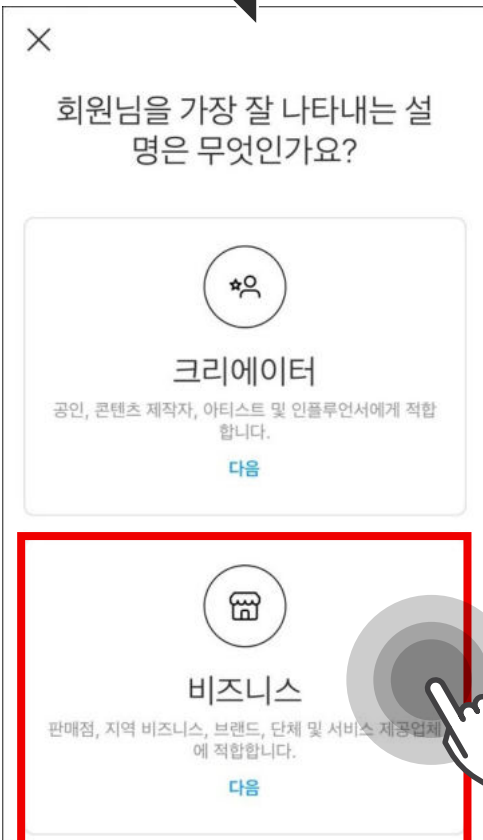 회원님을 가장 잘 나타내는 설
명은 무엇인가요?
크리에이터
공인, 콘텐츠 제작자, 아티스트 및 인플루언서에게 적합
합니다.
다음
비즈니스
판매점, 지역 비즈니스, 브랜드, 단체 및 서비스 제공업체
에 적합합니다.
다음